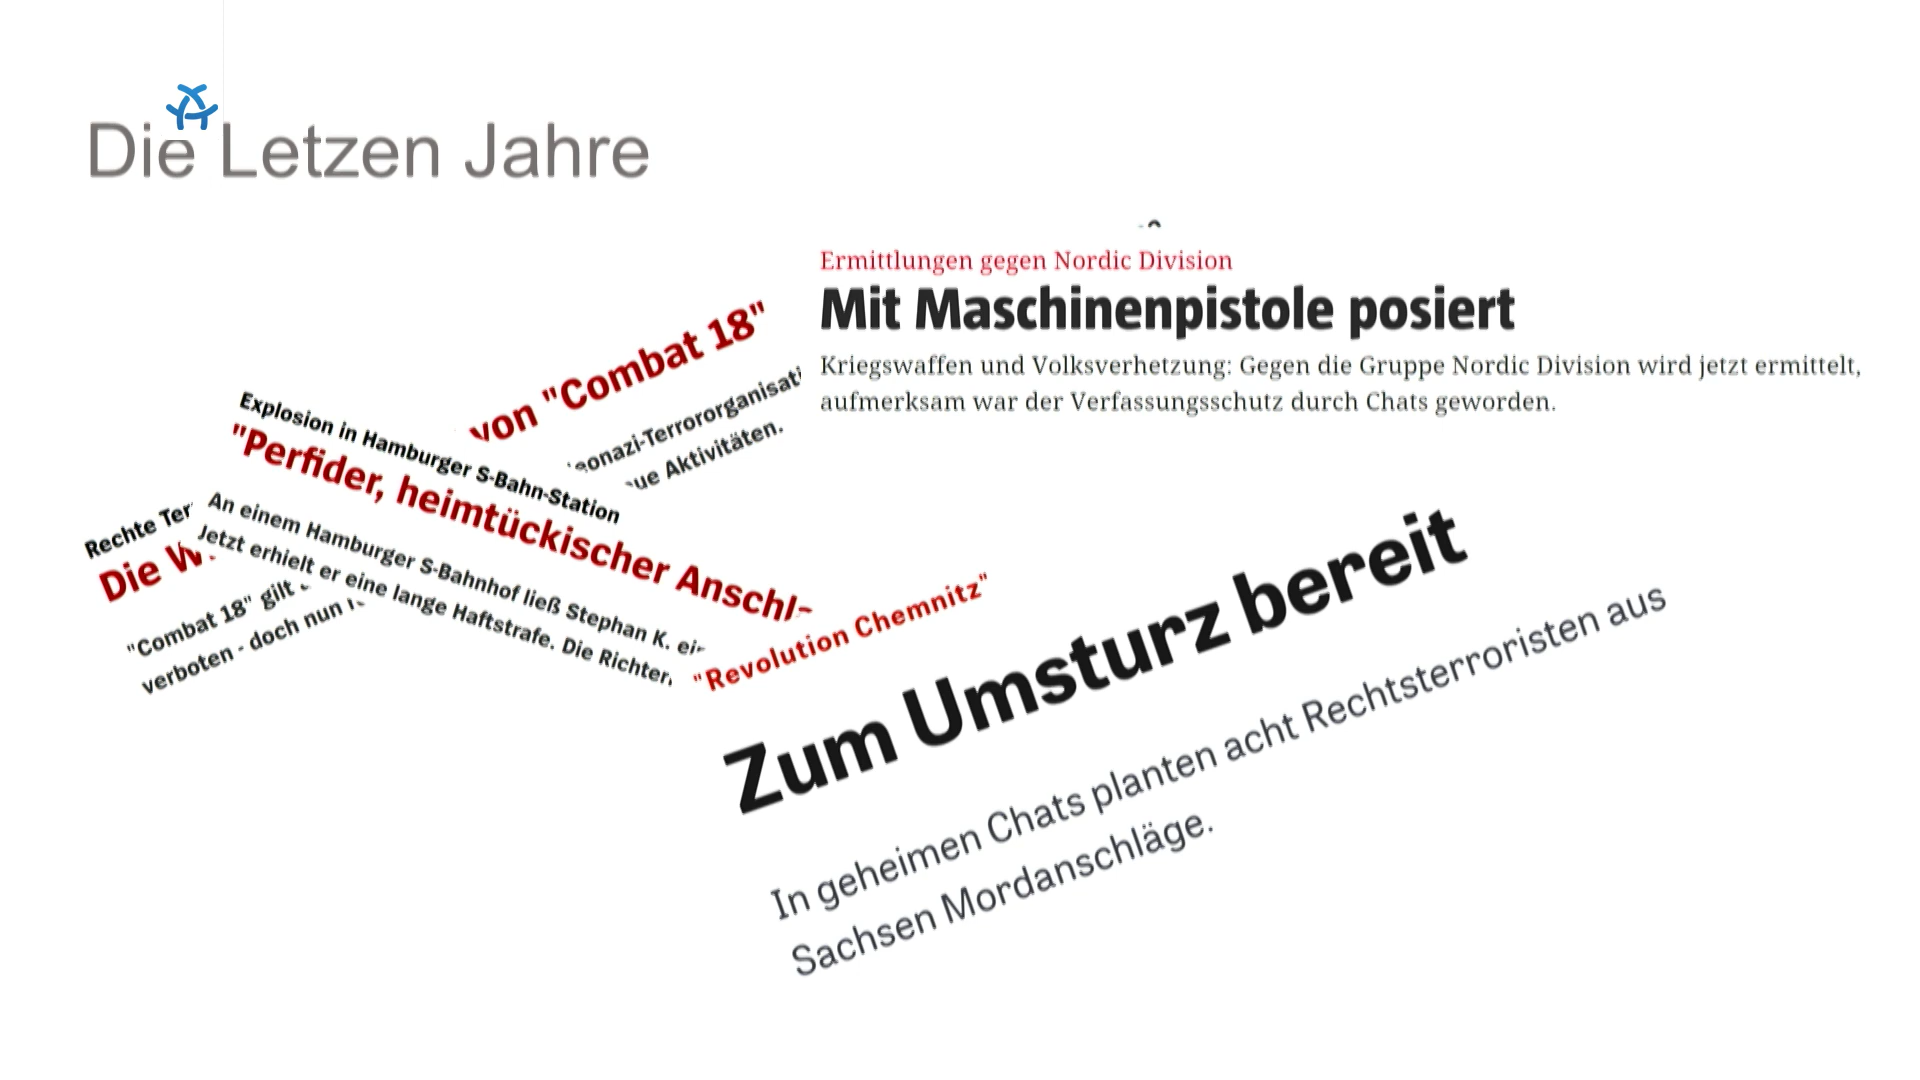 Die Letzen Jahre
Ermittlungen gegen Nordic Division
Mit Maschinenpistole posiert
Kriegswaffen und Volksverhetzung: Gegen die Gruppe Nordic Division wird jetzt ermittelt,
aufmerksam war der Verfassungsschutz durch Chats geworden.
Rechte
Die von "Combat 18"
"Combat 18" gilt
verboten - doch nun Aktivitäten.
Explosion in Hamburger S-Bahn-Station
"Perfider, heimtückischer
An einem Hamburger S-Bahnhof ließ Stephan K.
Jetzt erhielt er eine lange Haftstrafe. Die
"Revolution Chemnitz"
Zum Umsturz bereit
In geheimen Chats planten acht Rechtsterroristen aus
Sachsen Mordanschläge.